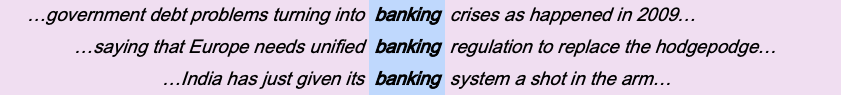 …government debt problems turning into banking crises as happened in 2009…
…saying that Europe needs unified banking regulation to replace the hodgepodge…
…India has just given its banking system a shot in the arm…